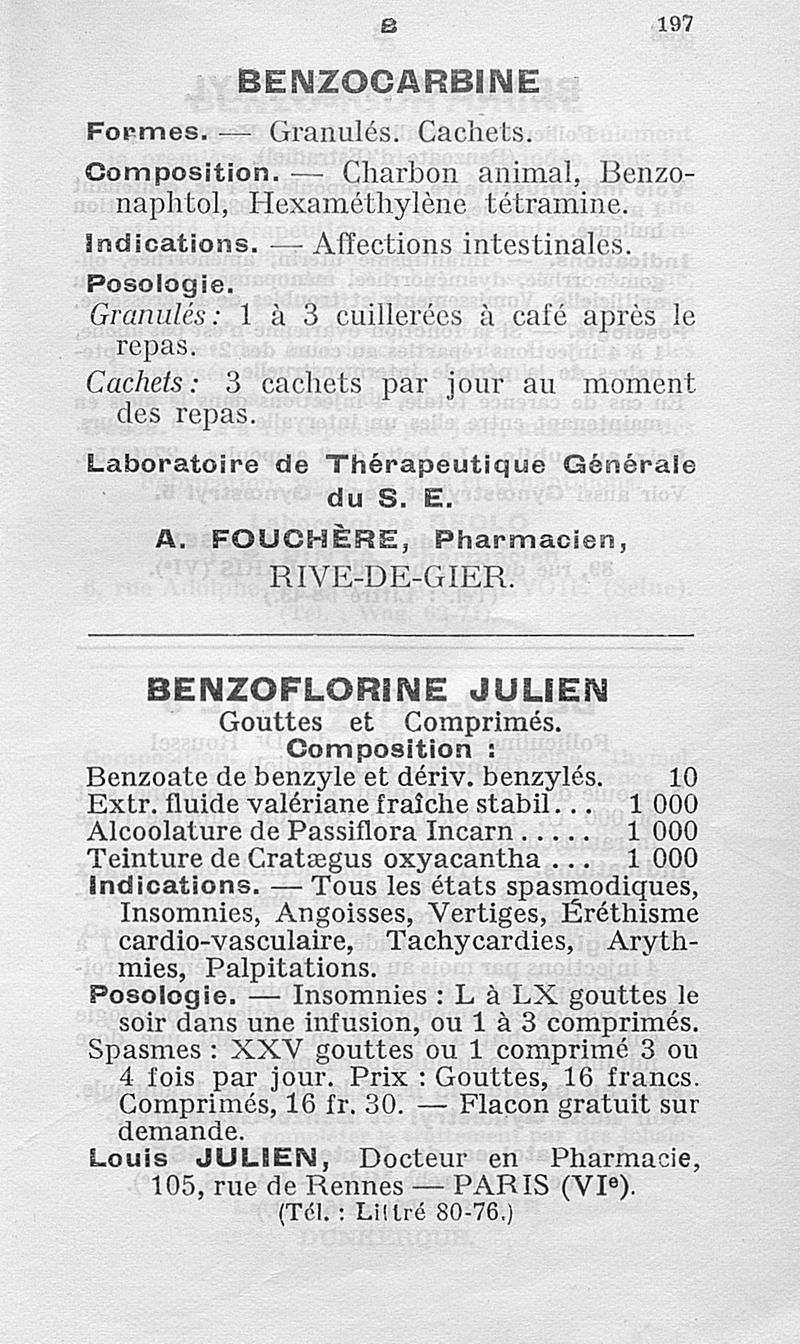 B 197
BENZOCARBINE
Formes. — Granulés. Cachets.
Composition. — Charbon animal, Benzo-
naphtol, Hexaméthylène tétramine.
Indications. — Affections intestinales.
Posologie.
Granulés : 1 à 3 cuillerées à café après le
repas.
Cachets : 3 cachets par jour au moment
des repas.
Laboratoire de Thérapeutique Générale
du S. E.
A. FOUCHÈRE, Pharmacien,
RIVE-DE-GIER.
BENZOFLORINE JULIEN
Gouttes et Comprimés.
Composition :
Benzoate de benzyle et dériv. benzylés. 10
Extr. fluide valériane fraîche stabil... 1 000
Alcoolature de Passiflora Incarn..... 1 000
Teinture de Cratægus oxyacantha ... 1 000
Indications. — Tous les états spasmodiques,
Insomnies, Angoisses, Vertiges, Éréthisme
cardio-vasculaire, Tachycardies, Aryth-
mies, Palpitations.
Posologie. — Insomnies : L à LX gouttes le
soir dans une infusion, ou 1 à 3 comprimés.
Spasmes : XXV gouttes ou 1 comprimé 3 ou
4 fois par jour. Prix : Gouttes, 16 francs.
Comprimés, 16 fr. 30. — Flacon gratuit sur
demande.
Louis JULIEN, Docteur en Pharmacie,
105, rue de Rennes — PARIS (VIe).
(Tél. : Littré 80-76.)